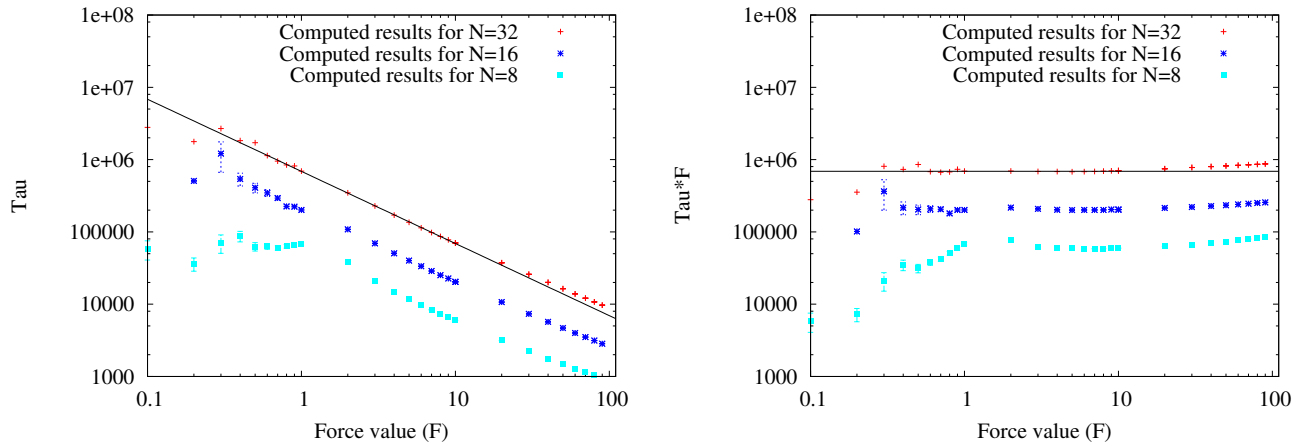 1e+08
1e+07
1e+06
100000
10000
1000
0.1
1
10
100
Tau
Force value (F)
Computed results for N=32
Computed results for N=16
Computed results for N=8
1e+08
1e+07
1e+06
100000
10000
1000
0.1
1
10
100
Tau*F
Force value (F)
Computed results for N=32
Computed results for N=16
Computed results for N=8